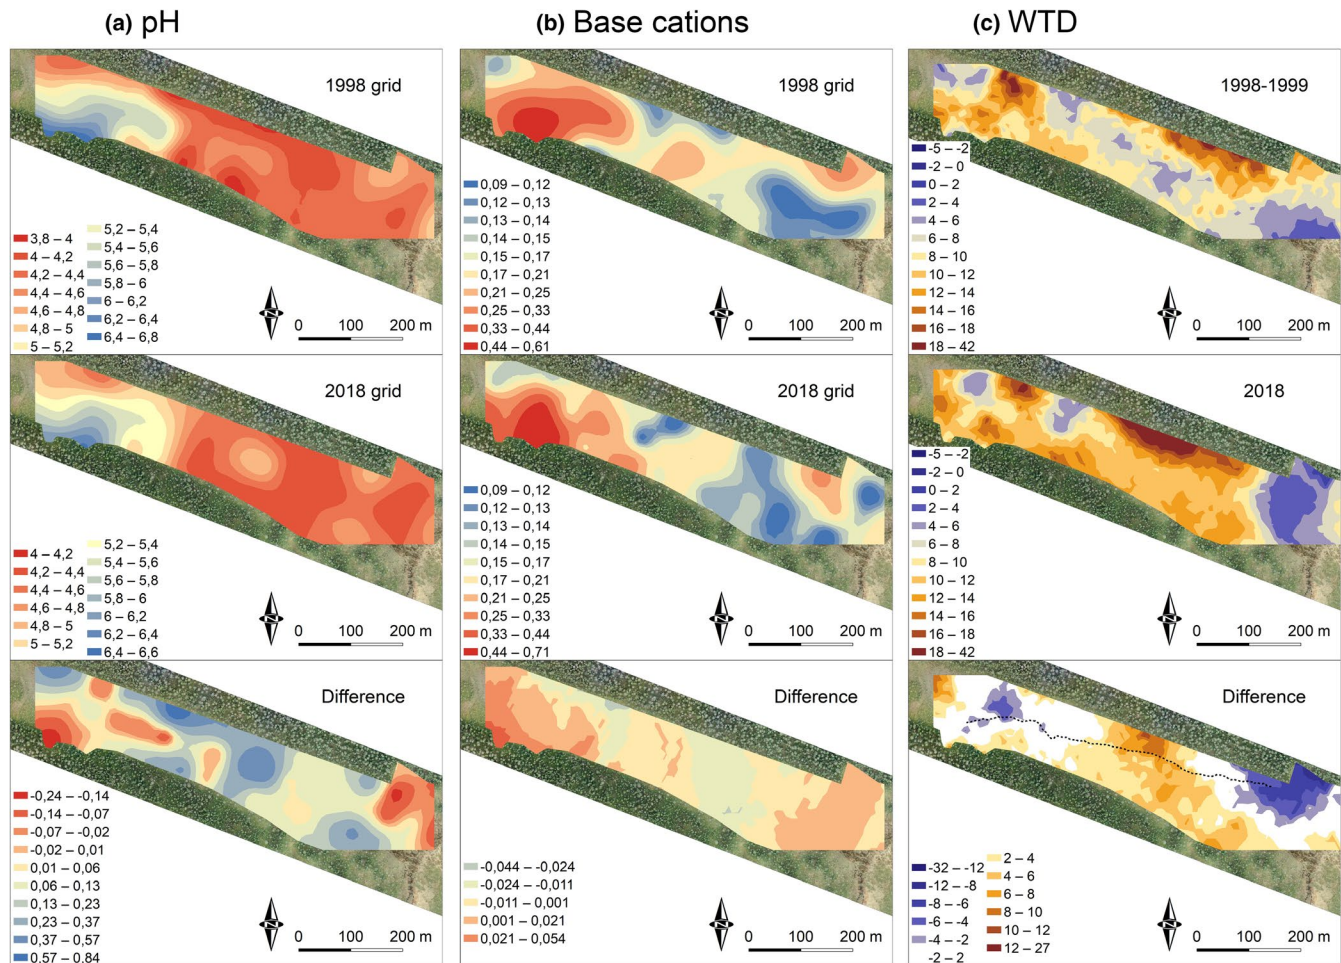 (a) pH
(b) Base cations
(c) WTD
1998 grid
3,8 – 4
4 – 4,2
4,2 – 4,4
4,4 – 4,6
4,6 – 4,8
4,8 – 5
5 – 5,2
5,2 – 5,4
5,4 – 5,6
5,6 – 5,8
5,8 – 6
6 – 6,2
6,2 – 6,4
6,4 – 6,8
N
0 100 200 m
1998 grid
0,09 – 0,12
0,12 – 0,13
0,13 – 0,14
0,14 – 0,15
0,15 – 0,17
0,17 – 0,21
0,21 – 0,25
0,25 – 0,33
0,33 – 0,44
0,44 – 0,61
N
0 100 200 m
1998-1999
-5 – -2
-2 – 0
0 – 2
2 – 4
4 – 6
6 – 8
8 – 10
10 – 12
12 – 14
14 – 16
16 – 18
18 – 42
N
0 100 200 m
2018 grid
4 – 4,2
4,2 – 4,4
4,4 – 4,6
4,6 – 4,8
4,8 – 5
5 – 5,2
5,2 – 5,4
5,4 – 5,6
5,6 – 5,8
5,8 – 6
6 – 6,2
6,2 – 6,4
6,4 – 6,6
N
0 100 200 m
2018 grid
0,09 – 0,12
0,12 – 0,13
0,13 – 0,14
0,14 – 0,15
0,15 – 0,17
0,17 – 0,21
0,21 – 0,25
0,25 – 0,33
0,33 – 0,44
0,44 – 0,71
N
0 100 200 m
2018
-5 – -2
-2 – 0
0 – 2
2 – 4
4 – 6
6 – 8
8 – 10
10 – 12
12 – 14
14 – 16
16 – 18
18 – 42
N
0 100 200 m
Difference
-0,24 – -0,14
-0,14 – -0,07
-0,07 – -0,02
-0,02 – 0,01
0,01 – 0,06
0,06 – 0,13
0,13 – 0,23
0,23 – 0,37
0,37 – 0,57
0,57 – 0,84
N
0 100 200 m
Difference
-0,044 – -0,024
-0,024 – -0,011
-0,011 – 0,001
0,001 – 0,021
0,021 – 0,054
N
0 100 200 m
Difference
-32 – -12
-12 – -8
-8 – -6
-6 – -4
-4 – -2
-2 – 2
2 – 4
4 – 6
6 – 8
8 – 10
10 – 12
12 – 27
N
0 100 200 m